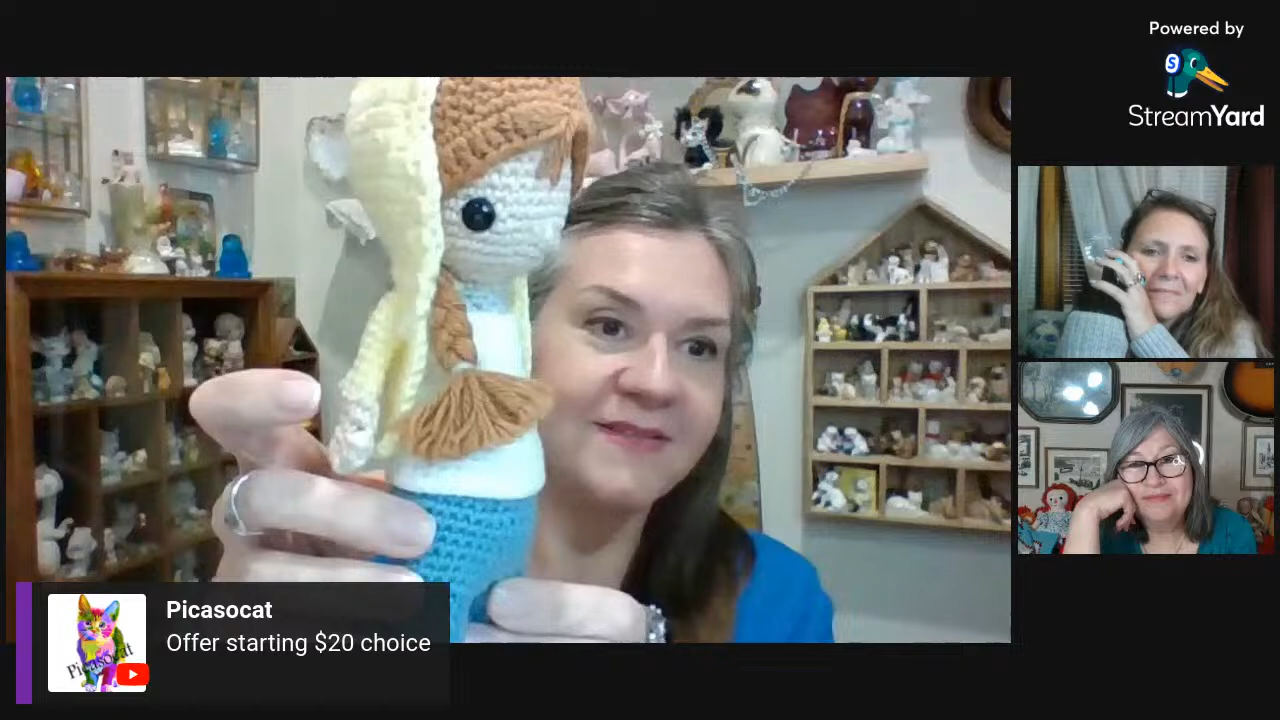 Powered by
S
StreamYard
Picasocat
Offer starting $20 choice
Picasocat